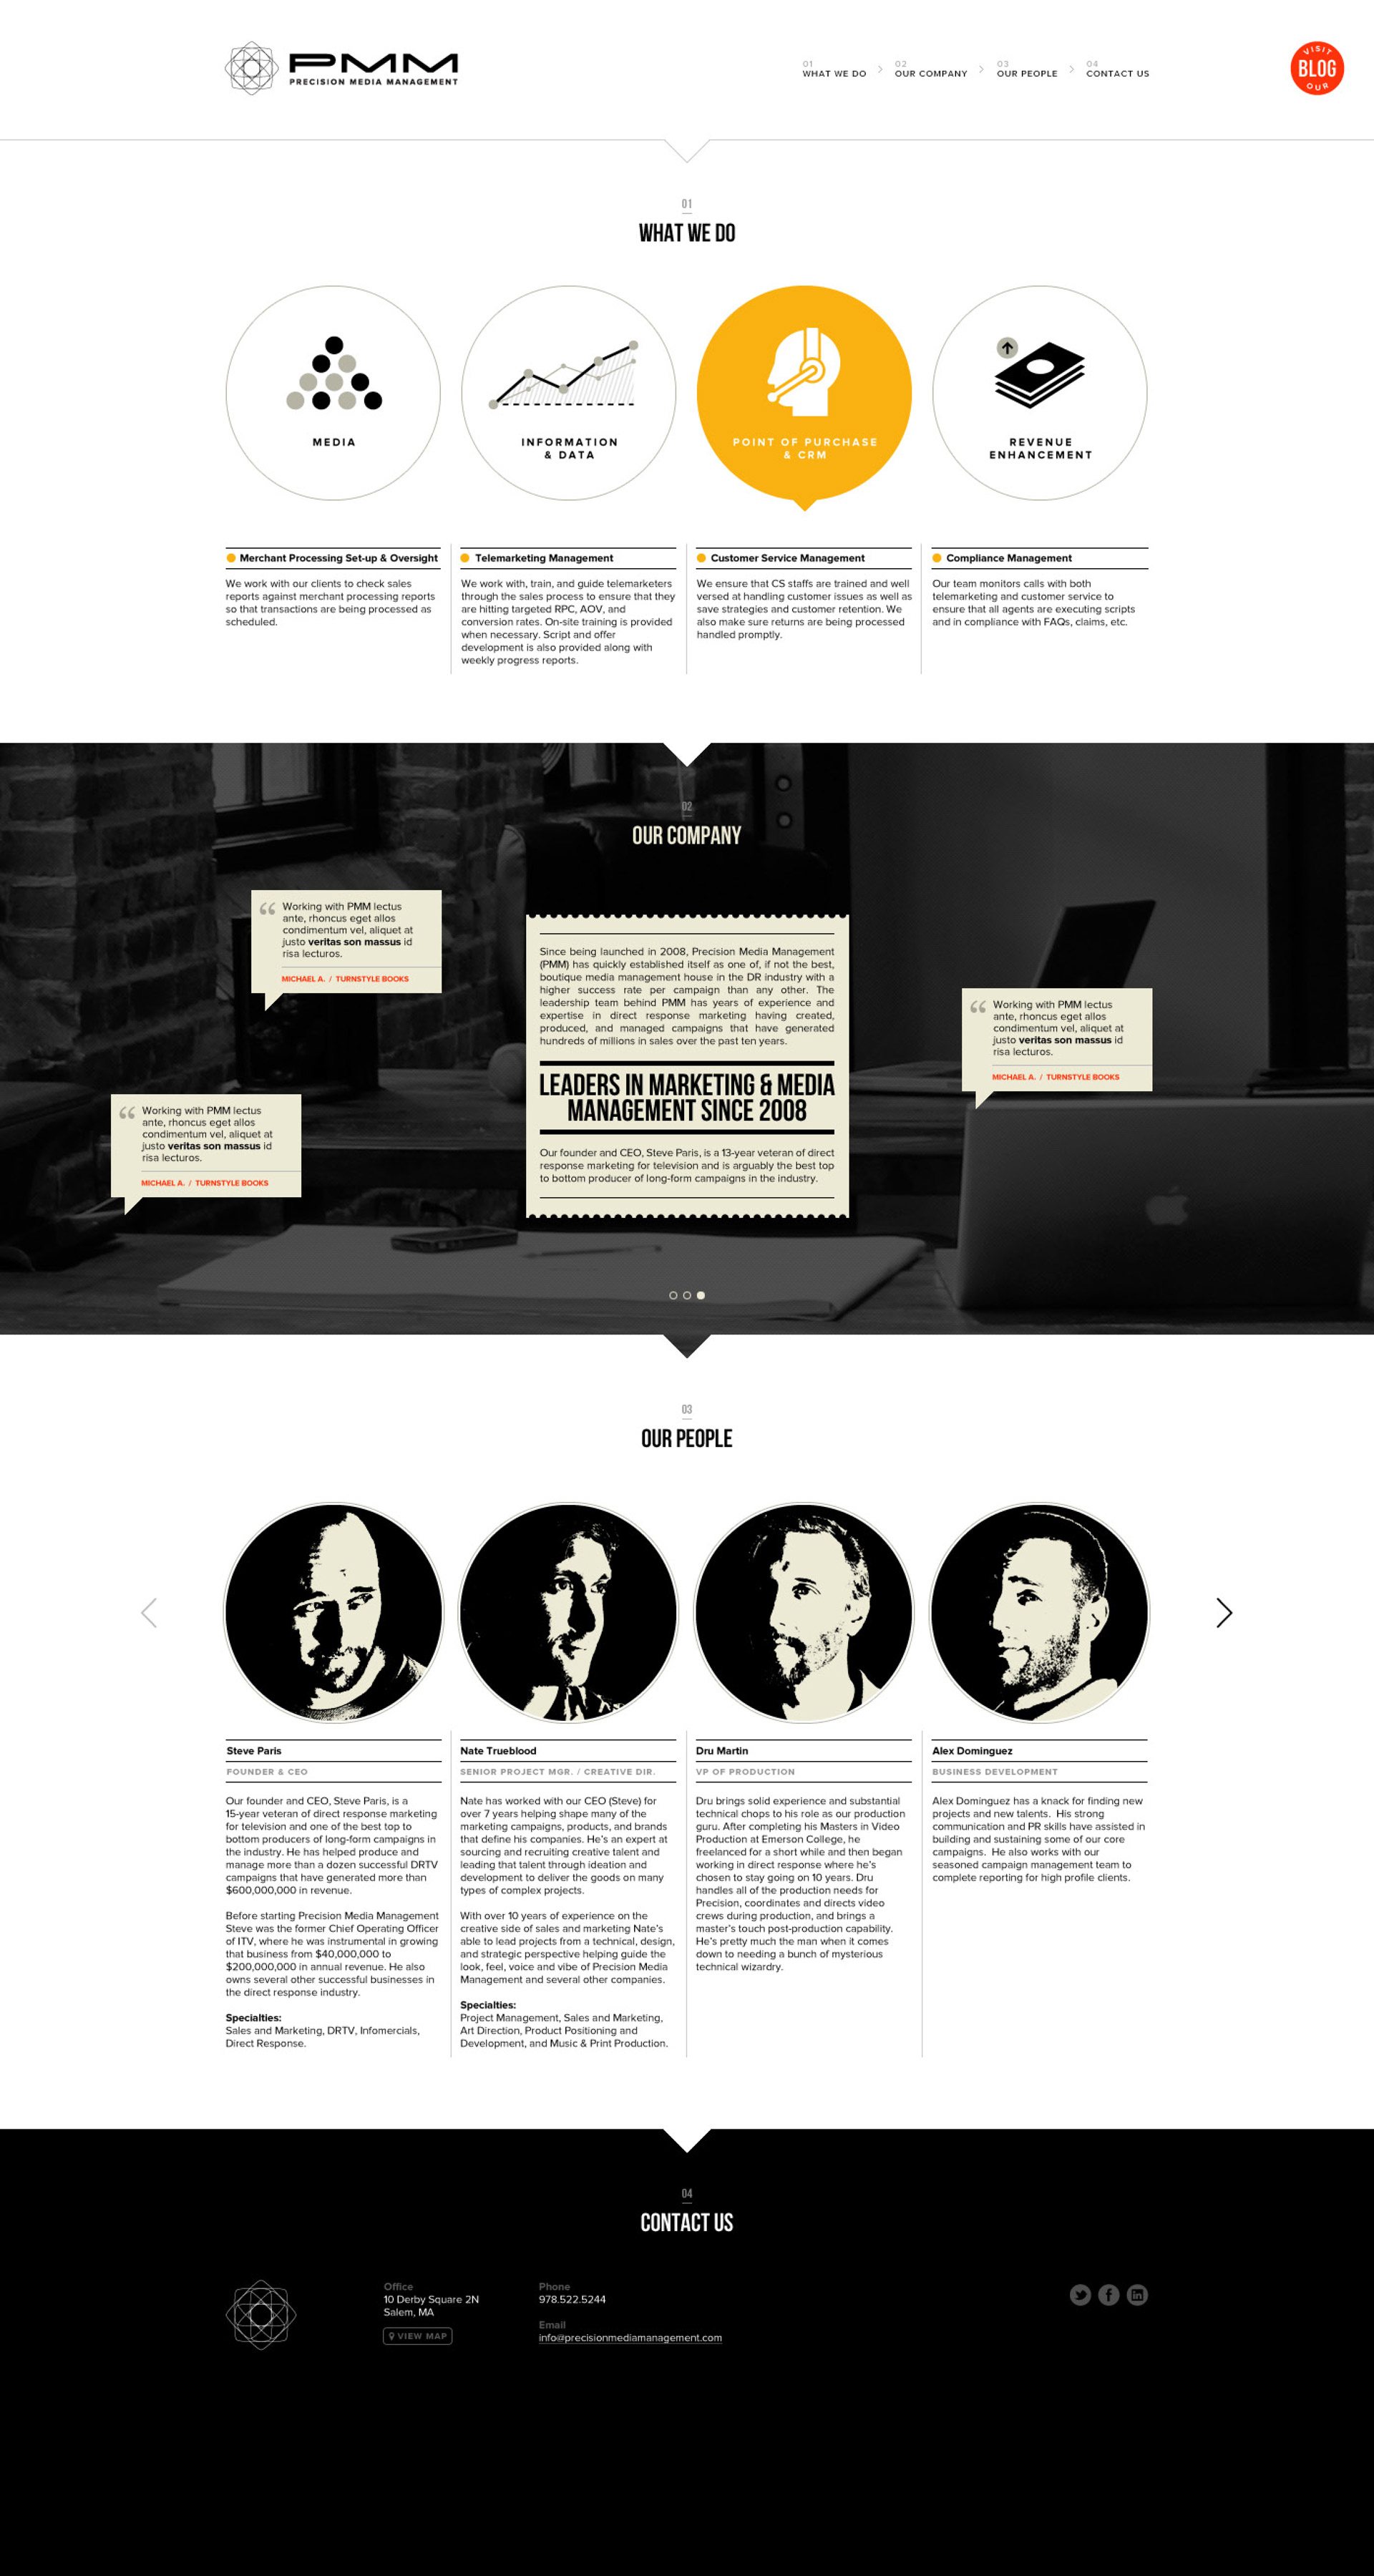 PMM
PRECISION MEDIA MANAGEMENT
01
WHAT WE DO
02
OUR COMPANY
03
OUR PEOPLE
04
CONTACT US
VISIT
BLOG
OUR
01
WHAT WE DO
MEDIA
INFORMATION
& DATA
POINT OF PURCHASE
& CRM
REVENUE
ENHANCEMENT
Merchant Processing Set-up & Oversight
We work with our clients to check sales
reports against merchant processing reports
so that transactions are being processed as
scheduled.
Telemarketing Management
We work with, train, and guide telemarketers
through the sales process to ensure that they
are hitting targeted RPC, AOV, and
conversion rates. On-site training is provided
when necessary. Script and offer
development is also provided along with
weekly progress reports.
Customer Service Management
We ensure that CS staffs are trained and well
versed at handling customer issues as well as
save strategies and customer retention. We
also make sure returns are being processed
handled promptly.
Compliance Management
Our team monitors calls with both
telemarketing and customer service to
ensure that all agents are executing scripts
and in compliance with FAQs, claims, etc.
02
OUR COMPANY
“ Working with PMM lectus
ante, rhoncus eget allos
condimentum vel, aliquet at
justo veritas son massus id
risa lecturos.
MICHAEL A. / TURNSTYLE BOOKS
“ Working with PMM lectus
ante, rhoncus eget allos
condimentum vel, aliquet at
justo veritas son massus id
risa lecturos.
MICHAEL A. / TURNSTYLE BOOKS
Since being launched in 2008, Precision Media Management
(PMM) has quickly established itself as one of, if not the best,
boutique media management house in the DR industry with a
higher success rate per campaign than any other. The
leadership team behind PMM has years of experience and
expertise in direct response marketing having created,
produced, and managed campaigns that have generated
hundreds of millions in sales over the past ten years.
LEADERS IN MARKETING & MEDIA
MANAGEMENT SINCE 2008
Our founder and CEO, Steve Paris, is a 13-year veteran of direct
response marketing for television and is arguably the best top
to bottom producer of long-form campaigns in the industry.
“ Working with PMM lectus
ante, rhoncus eget allos
condimentum vel, aliquet at
justo veritas son massus id
risa lecturos.
MICHAEL A. / TURNSTYLE BOOKS
03
OUR PEOPLE
Steve Paris
FOUNDER & CEO
Our founder and CEO, Steve Paris, is a
15-year veteran of direct response marketing
for television and one of the best top to
bottom producers of long-form campaigns in
the industry. He has helped produce and
manage more than a dozen successful DRTV
campaigns that have generated more than
$600,000,000 in revenue.
Before starting Precision Media Management
Steve was the former Chief Operating Officer
of ITV, where he was instrumental in growing
that business from $40,000,000 to
$200,000,000 in annual revenue. He also
owns several other successful businesses in
the direct response industry.
Specialties:
Sales and Marketing, DRTV, Infomercials,
Direct Response.
Nate Trueblood
SENIOR PROJECT MGR. / CREATIVE DIR.
Nate has worked with our CEO (Steve) for
over 7 years helping shape many of the
marketing campaigns, products, and brands
that define his companies. He's an expert at
sourcing and recruiting creative talent and
leading that talent through ideation and
development to deliver the goods on many
types of complex projects.
With over 10 years of experience on the
creative side of sales and marketing Nate's
able to lead projects from a technical, design,
and strategic perspective helping guide the
look, feel, voice and vibe of Precision Media
Management and several other companies.
Specialties:
Project Management, Sales and Marketing,
Art Direction, Product Positioning and
Development, and Music & Print Production.
Dru Martin
VP OF PRODUCTION
Dru brings solid experience and substantial
technical chops to his role as our production
guru. After completing his Masters in Video
Production at Emerson College, he
freelanced for a short while and then began
working in direct response where he's
chosen to stay going on 10 years. Dru
handles all of the production needs for
Precision, coordinates and directs video
crews during production, and brings a
master's touch post-production capability.
He's pretty much the man when it comes
down to needing a bunch of mysterious
technical wizardry.
Alex Dominguez
BUSINESS DEVELOPMENT
Alex Dominguez has a knack for finding new
projects and new talents. His strong
communication and PR skills have assisted in
building and sustaining some of our core
campaigns. He also works with our
seasoned campaign management team to
complete reporting for high profile clients.
04
CONTACT US
Office
10 Derby Square 2N
Salem, MA
VIEW MAP
Phone
978.522.5244
Email
info@precisionmediamanagement.com